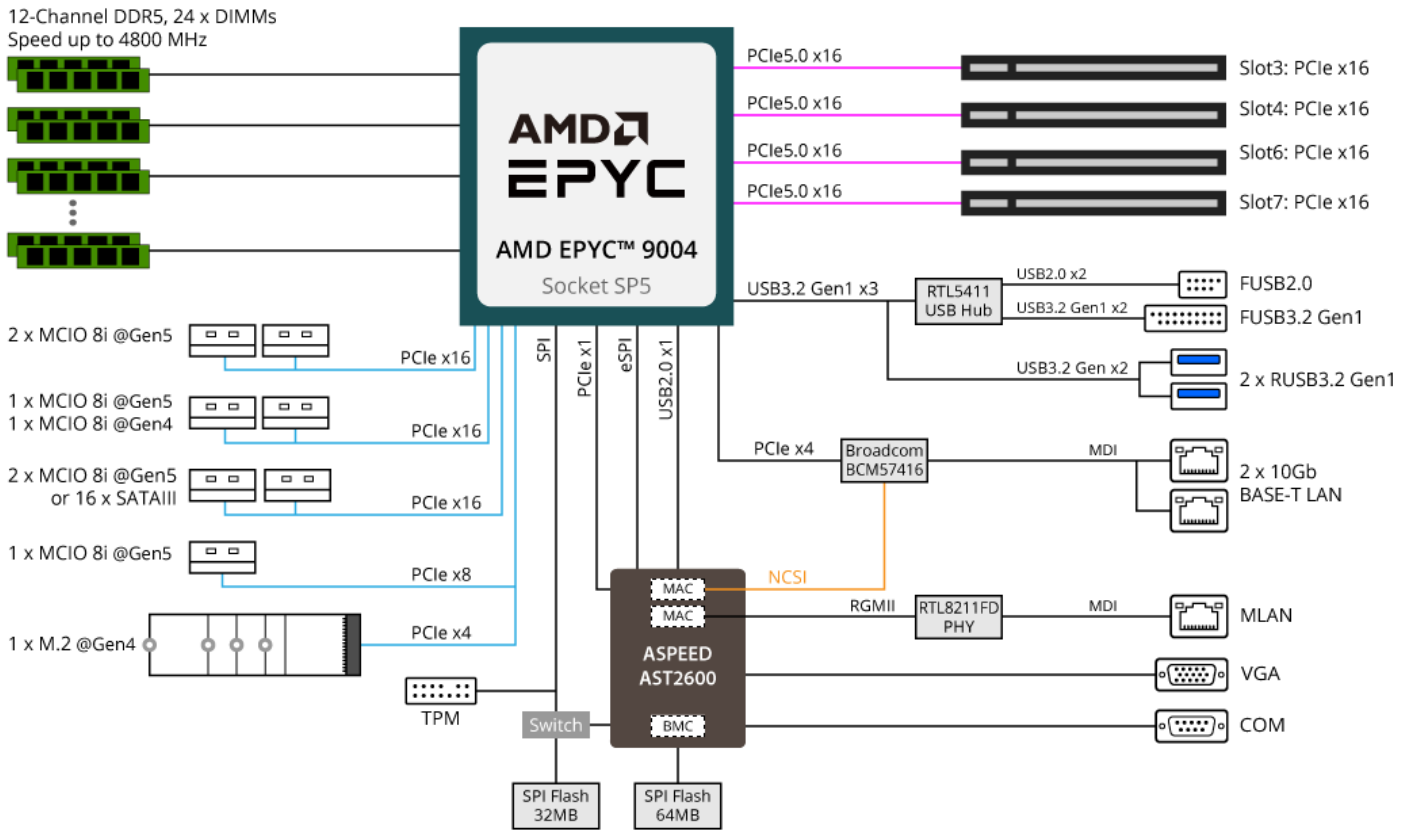 12-Channel DDR5, 24 x DIMMs
Speed up to 4800 MHz
AMD
EPYC
AMD EPYC™ 9004
Socket SP5
PCIe5.0 x16
Slot3: PCIe x16
PCIe5.0 x16
Slot4: PCIe x16
PCIe5.0 x16
Slot6: PCIe x16
PCIe5.0 x16
Slot7: PCIe x16
USB3.2 Gen1 x3
RTL5411
USB Hub
USB2.0 x2
FUSB2.0
USB3.2 Gen1 x2
FUSB3.2 Gen1
USB3.2 Gen x2
2 x RUSB3.2 Gen1
2 x MCIO 8i @Gen5
PCIe x16
1 x MCIO 8i @Gen5
1 x MCIO 8i @Gen4
PCIe x16
2 x MCIO 8i @Gen5
or 16 x SATAIII
PCIe x16
1 x MCIO 8i @Gen5
PCIe x8
1 x M.2 @Gen4
PCIe x4
SPI
PCIe x1
eSPI
USB2.0 x1
PCIe x4
Broadcom
BCM57416
MDI
2 x 10Gb
BASE-T LAN
NCSI
MAC
MAC
RGMII
RTL8211FD
PHY
MDI
MLAN
ASPEED
AST2600
VGA
TPM
Switch
BMC
COM
SPI Flash
32MB
SPI Flash
64MB